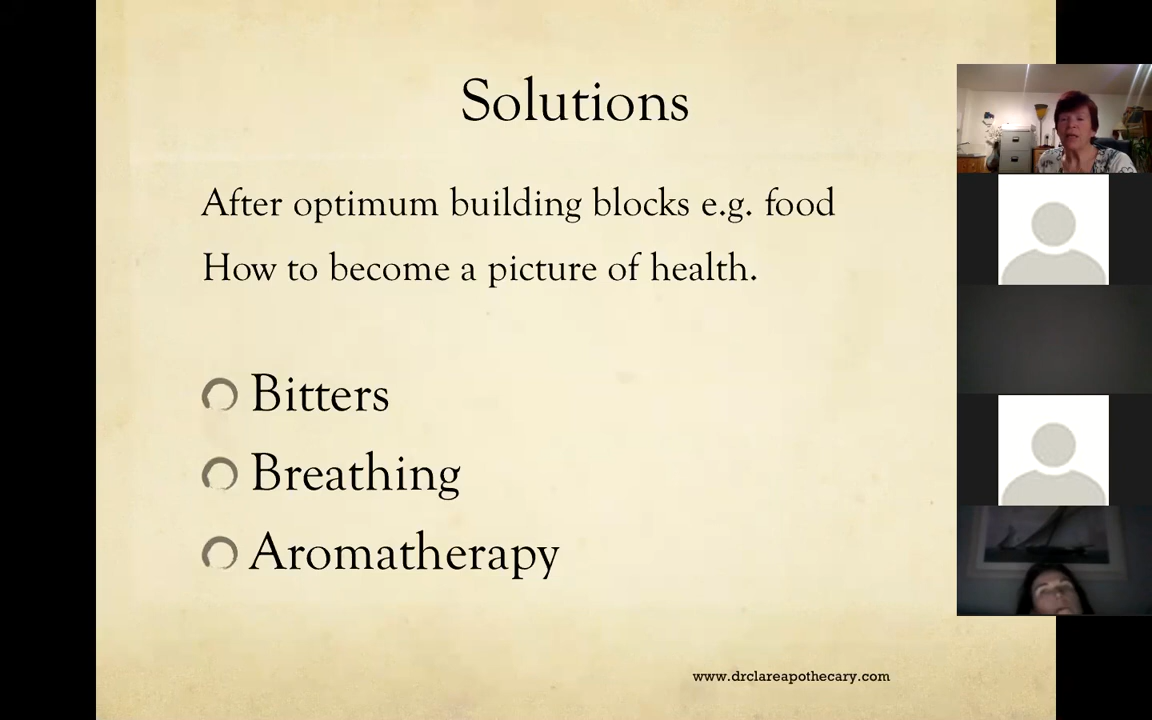 Solutions
After optimum building blocks e.g. food
How to become a picture of health.
Bitters
Breathing
Aromatherapy
www.drclareapothecary.com